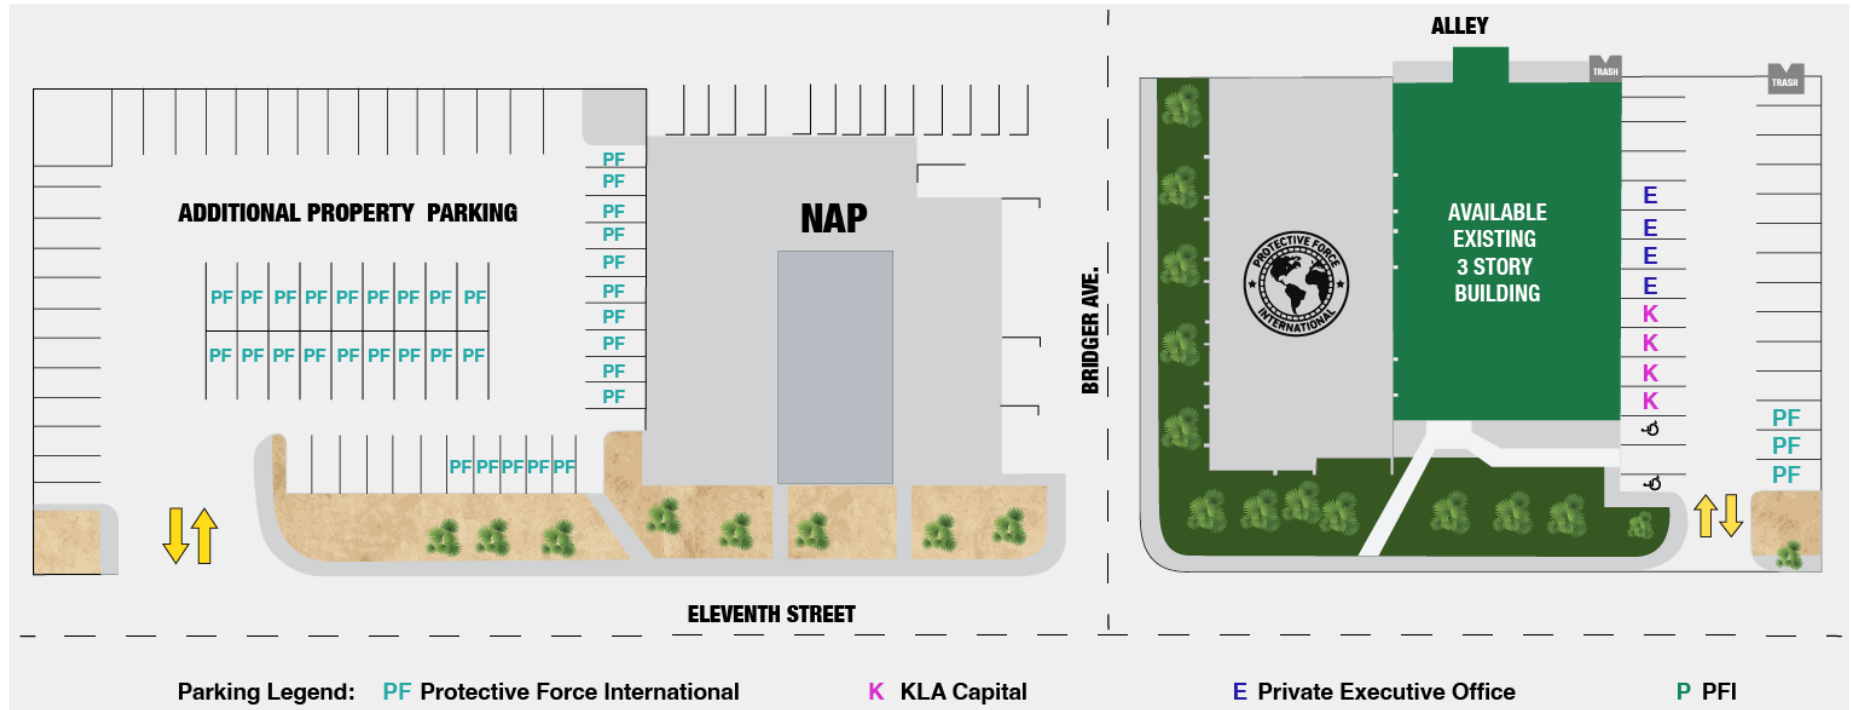 ALLEY
TRASH
TRASH
PF
PF
PF
PF
PF
PF
PF
PF
PF
PF
ADDITIONAL PROPERTY PARKING
PF PF PF PF PF PF PF PF PF
PF PF PF PF PF PF PF PF PF
PF PF PF PF PF
NAP
BRIDGER AVE.
PROTECTIVE FORCE
INTERNATIONAL
AVAILABLE
EXISTING
3 STORY
BUILDING
E
E
E
E
K
K
K
K
PF
PF
PF
ELEVENTH STREET
Parking Legend: PF Protective Force International K KLA Capital E Private Executive Office P PFI